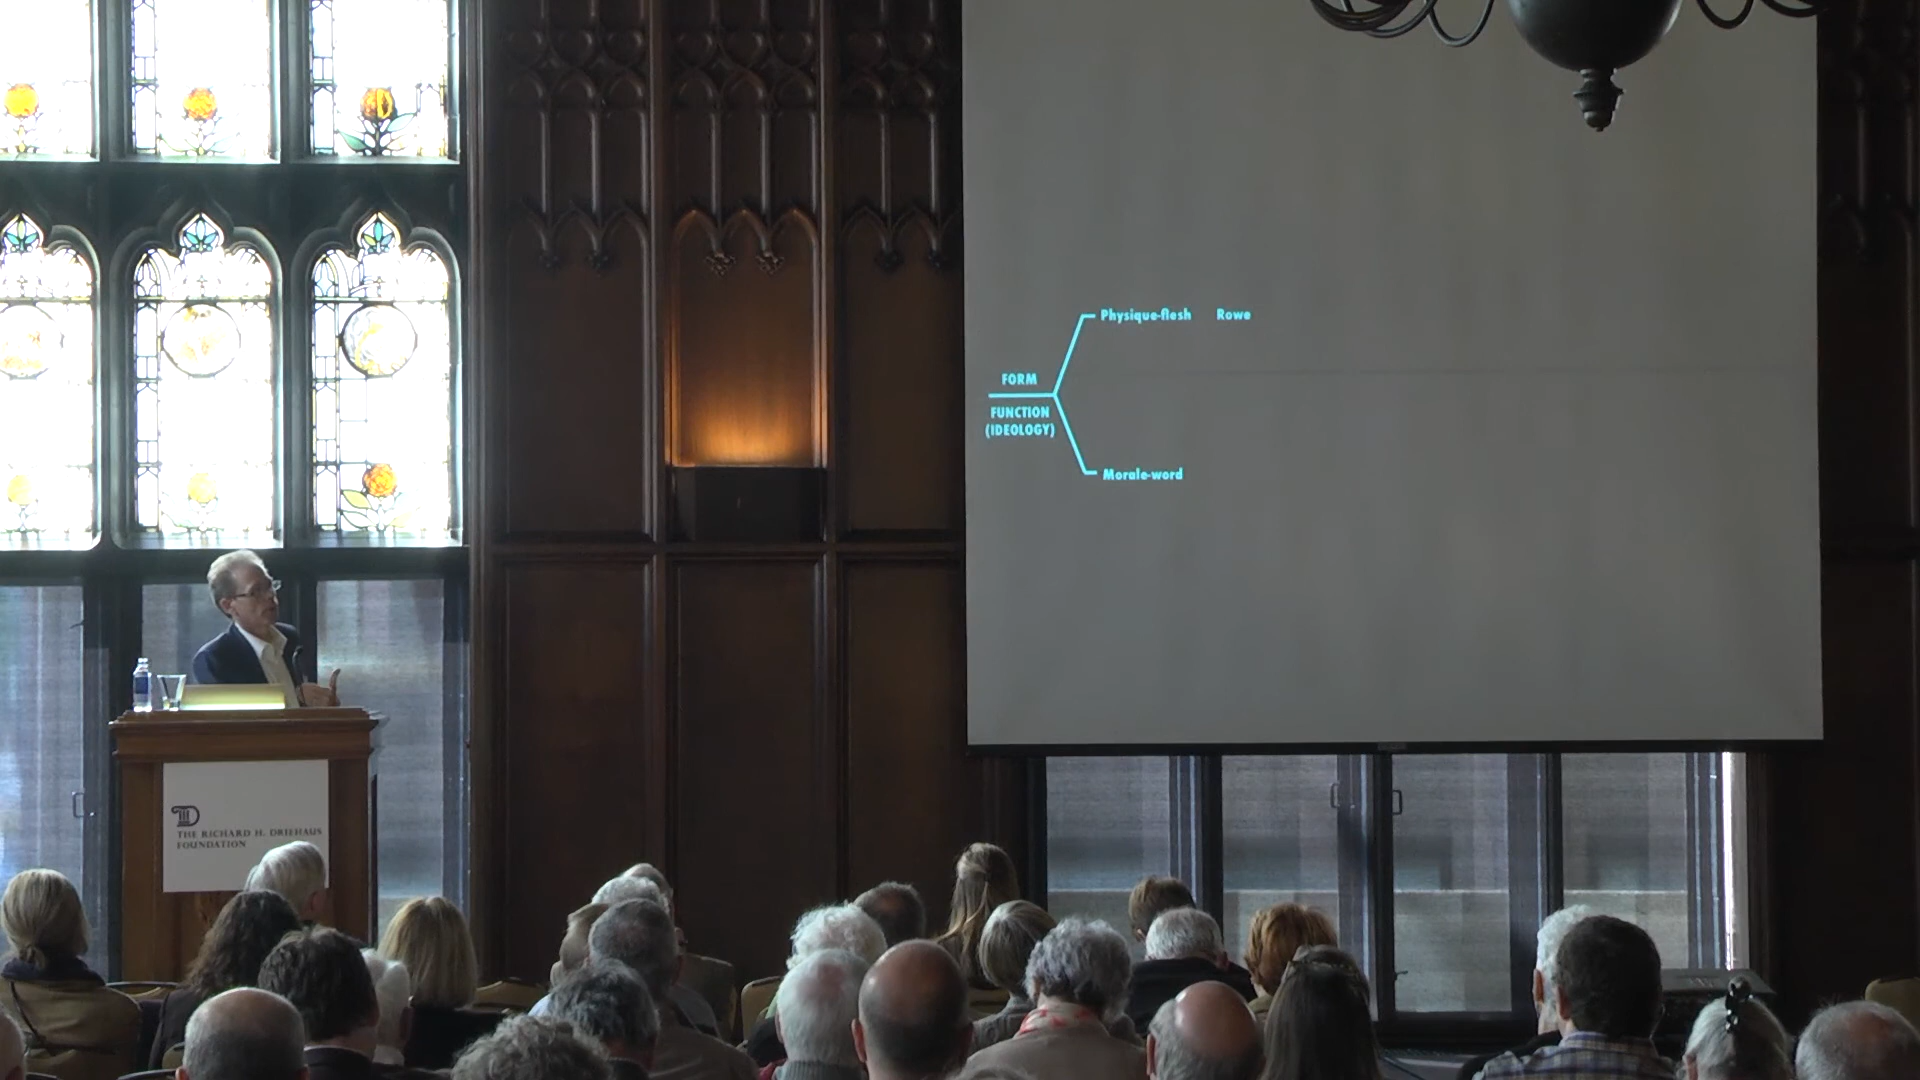 Physique-flesh Rowe
FORM
FUNCTION
(IDEOLOGY)
Morale-word
THE RICHARD H. DRIEHAUS
FOUNDATION